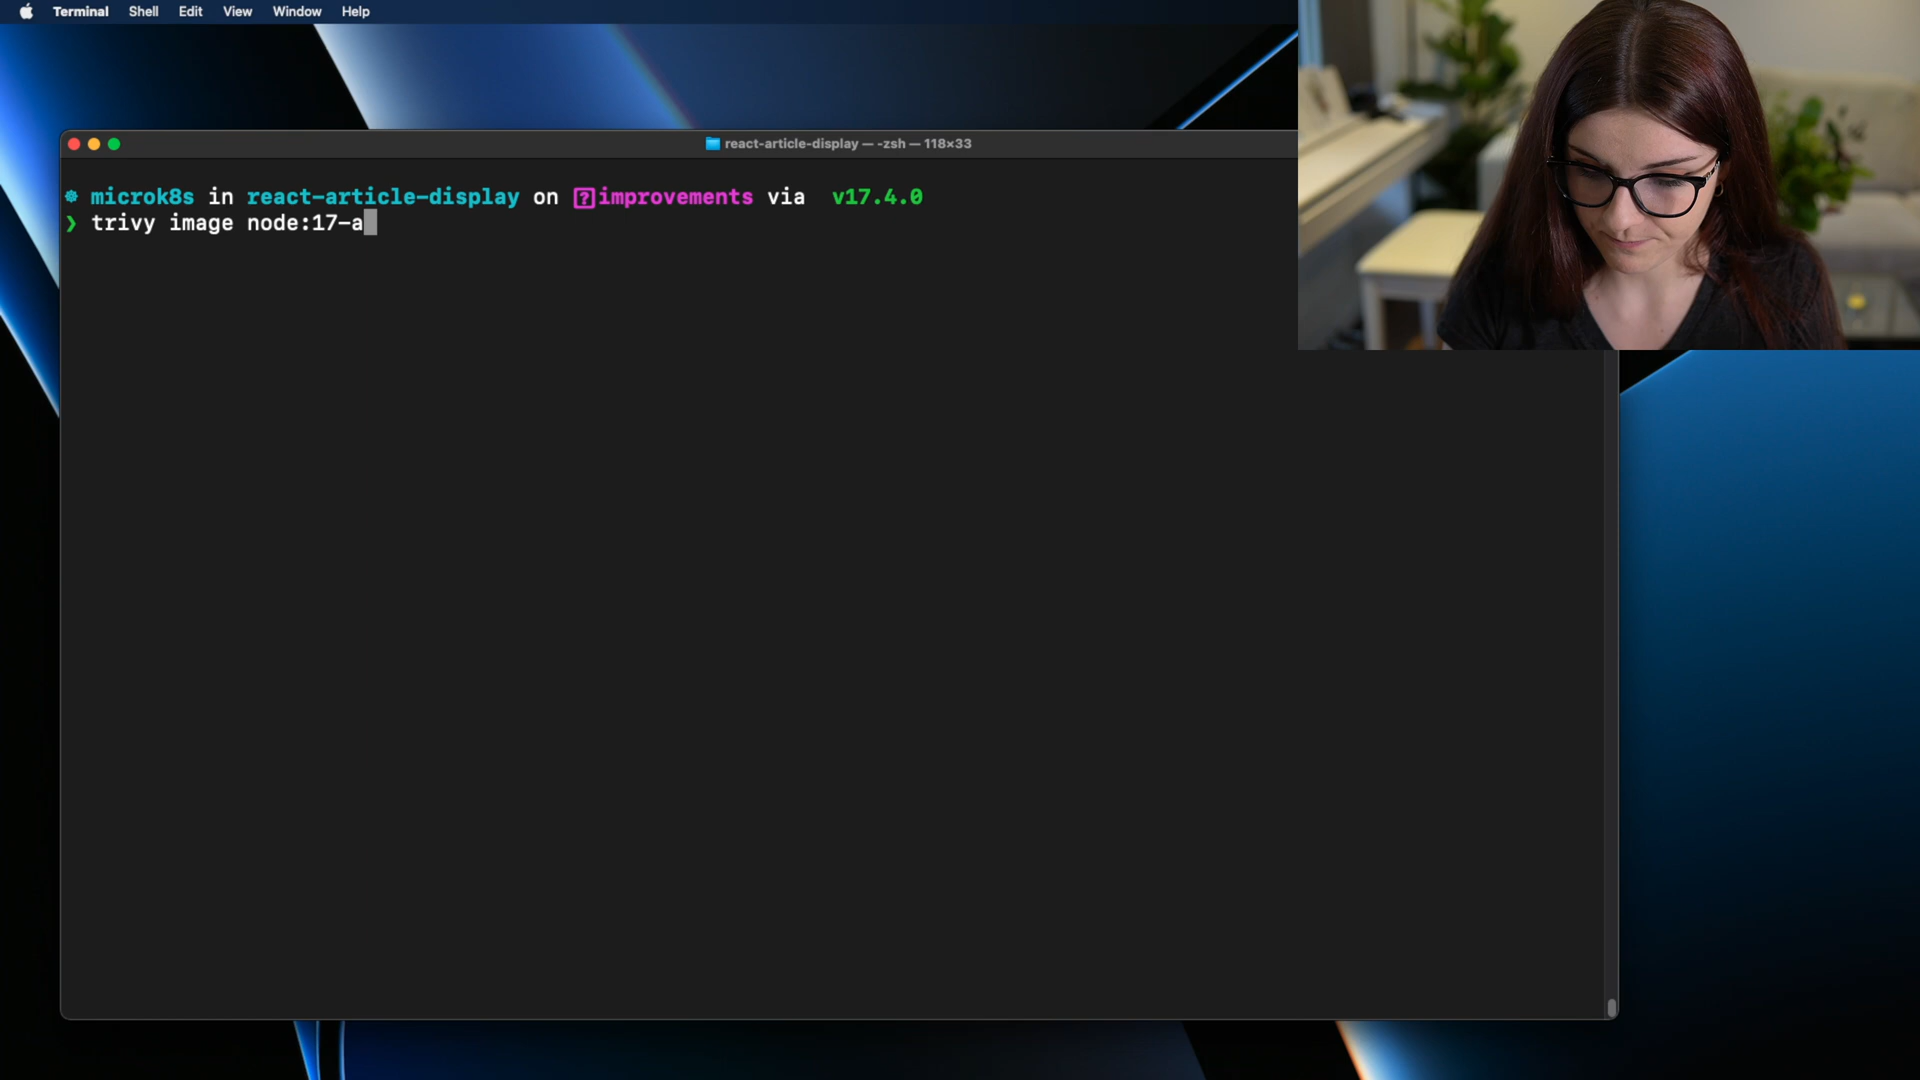 Terminal Shell Edit View Window Help
react-article-display — -zsh — 118×33
microk8s in react-article-display on ?improvements via v17.4.0
❯ trivy image node:17-a